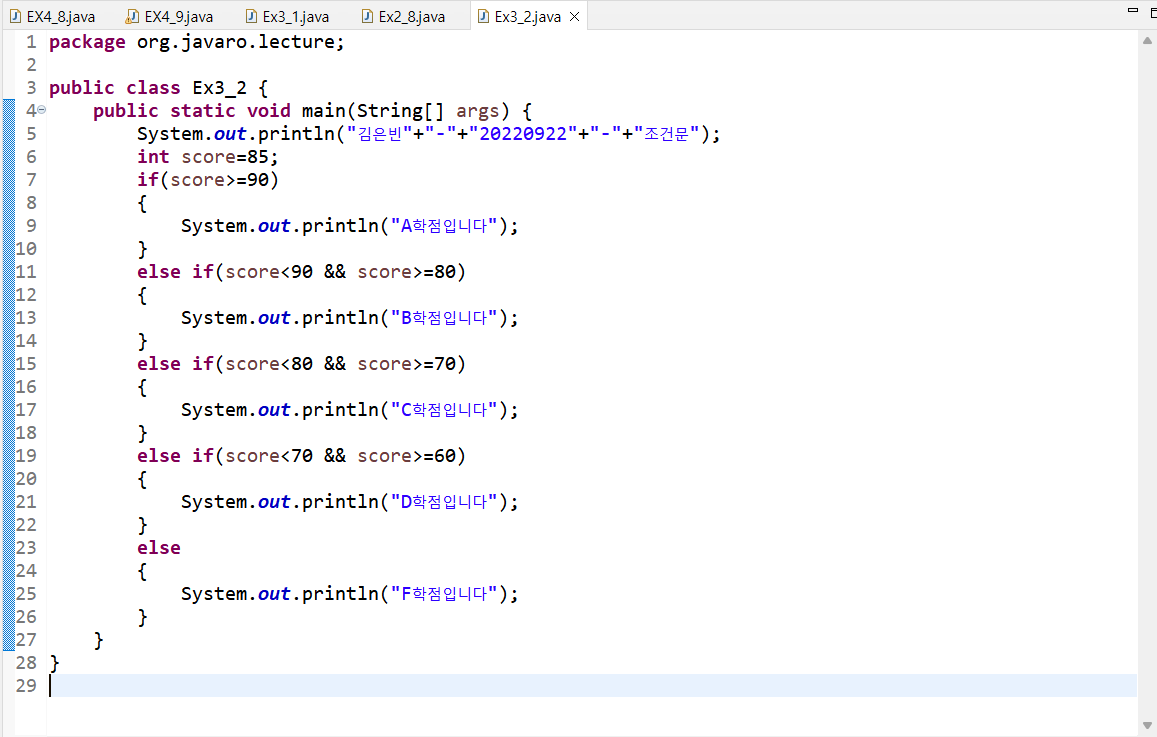 EX4_8.java EX4_9.java Ex3_1.java Ex2_8.java Ex3_2.java
1 package org.javaro.lecture;
2
3 public class Ex3_2 {
4     public static void main(String[] args) {
5         System.out.println("김은빈"+"-"+"20220922"+"-"+"조건문");
6         int score=85;
7         if(score>=90)
8         {
9             System.out.println("A학점입니다");
10         }
11         else if(score<90 && score>=80)
12         {
13             System.out.println("B학점입니다");
14         }
15         else if(score<80 && score>=70)
16         {
17             System.out.println("C학점입니다");
18         }
19         else if(score<70 && score>=60)
20         {
21             System.out.println("D학점입니다");
22         }
23         else
24         {
25             System.out.println("F학점입니다");
26         }
27     }
28 }
29